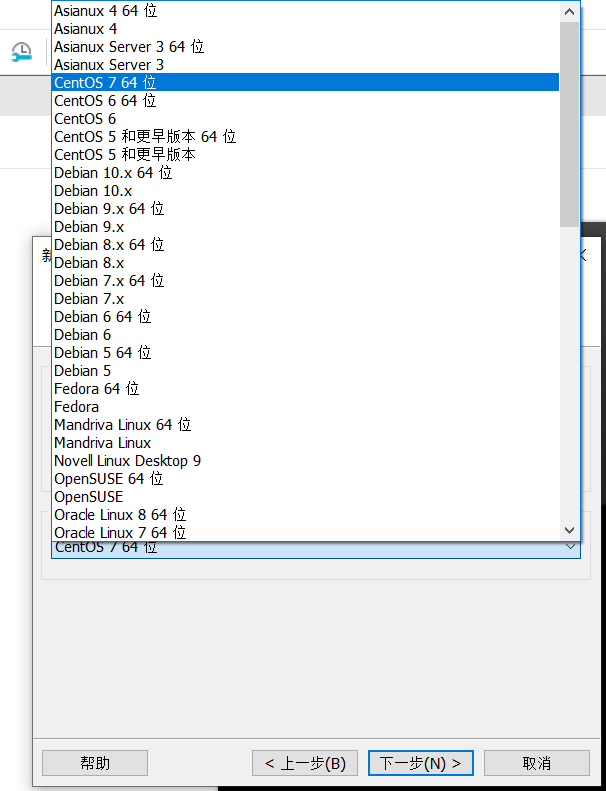 Asianux 4 64 位
Asianux 4
Asianux Server 3 64 位
Asianux Server 3
CentOS 7 64 位
CentOS 6 64 位
CentOS 6
CentOS 5 和更早版本 64 位
CentOS 5 和更早版本
Debian 10.x 64 位
Debian 10.x
Debian 9.x 64 位
Debian 9.x
Debian 8.x 64 位
Debian 8.x
Debian 7.x 64 位
Debian 7.x
Debian 6 64 位
Debian 6
Debian 5 64 位
Debian 5
Fedora 64 位
Fedora
Mandriva Linux 64 位
Mandriva Linux
Novell Linux Desktop 9
OpenSUSE 64 位
OpenSUSE
Oracle Linux 8 64 位
Oracle Linux 7 64 位
CentOS 7 64 位
帮助 < 上一步(B) 下一步(N) > 取消